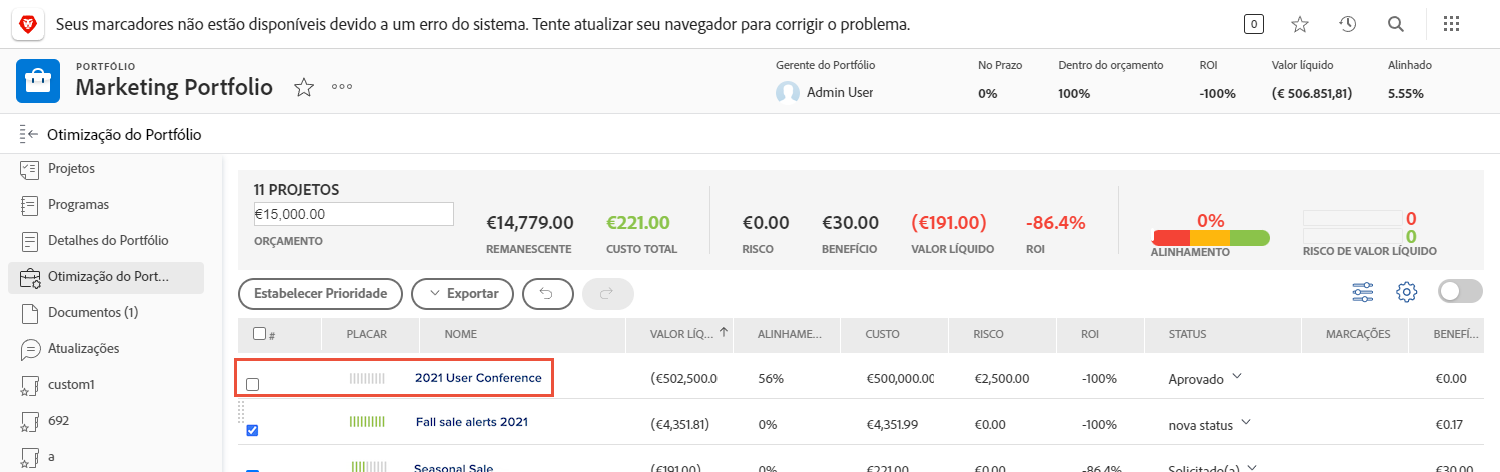 Seus marcadores não estão disponíveis devido a um erro do sistema. Tente atualizar seu navegador para corrigir o problema.
0
PORTFÓLIO
Marketing Portfolio
Gerente do Portfólio
Admin User
No Prazo
0%
Dentro do orçamento
100%
ROI
-100%
Valor líquido
(€ 506.851,81)
Alinhado
5.55%
Otimização do Portfólio
Projetos
Programas
Detalhes do Portfólio
Otimização do Port...
Documentos (1)
Atualizações
custom1
692
a
11 PROJETOS
€15,000.00
ORÇAMENTO
€14,779.00
REMANESCENTE
€221.00
CUSTO TOTAL
€0.00
RISCO
€30.00
BENEFÍCIO
(€191.00)
VALOR LÍQUIDO
-86.4%
ROI
0%
ALINHAMENTO
0
0
RISCO DE VALOR LÍQUIDO
Estabelecer Prioridade
Exportar
# PLACAR NOME VALOR LÍQ... ALINHAME... CUSTO RISCO ROI STATUS MARCAÇÕES BENEFÍ...
2021 User Conference (€502,500.0 56% €500,000.0 €2,500.00 -100% Aprovado €0.00
Fall sale alerts 2021 (€4,351.81) 0% €4,351.99 €0.00 -100% nova status €0.17
Seasonal Sale (€191.00) 0% €221.00 €0.00 -86.4% Solicitado(a) €30.00